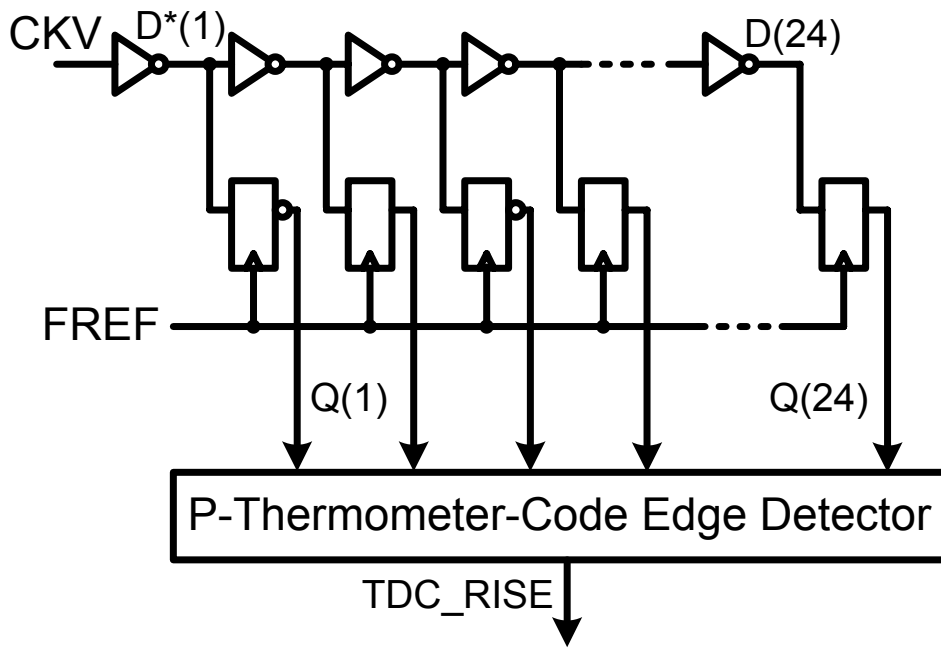 CKV
D*(1)
D(24)
FREF
Q(1)
Q(24)
P-Thermometer-Code Edge Detector
TDC_RISE